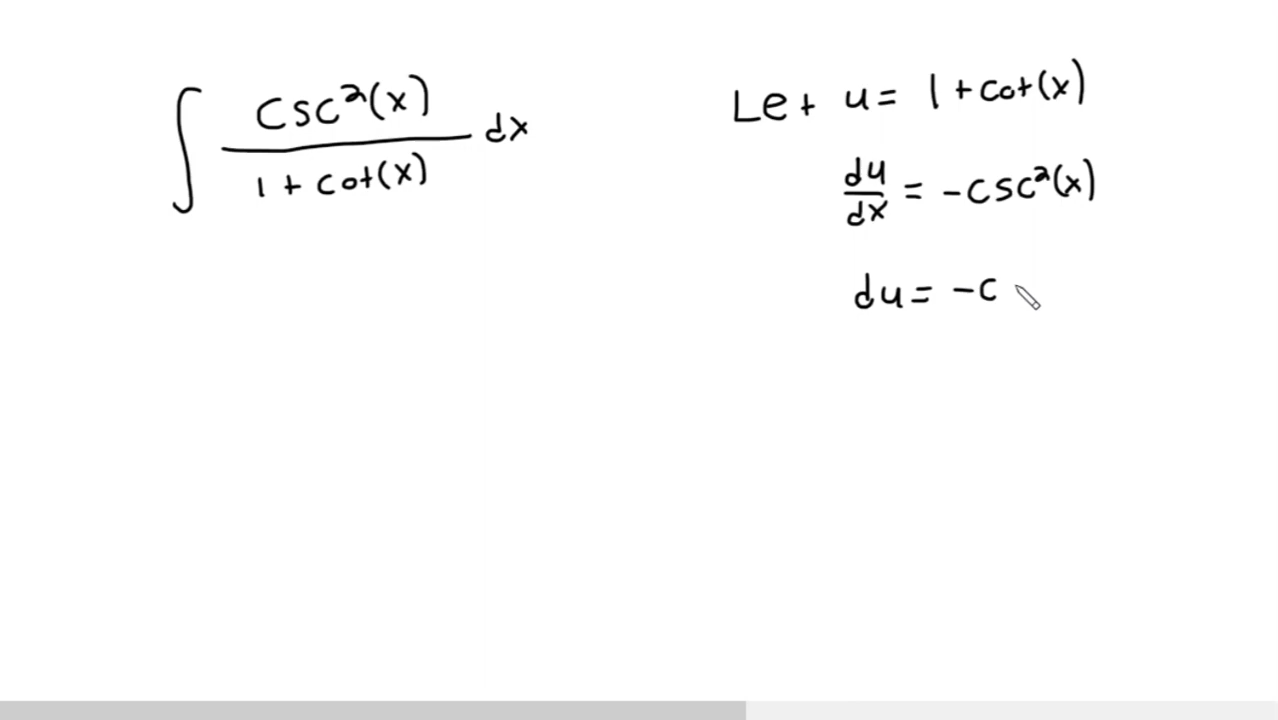 ∫ csc²(x) / 1 + cot(x) dx
Let u = 1 + cot(x)
du/dx = -csc²(x)
du = -c